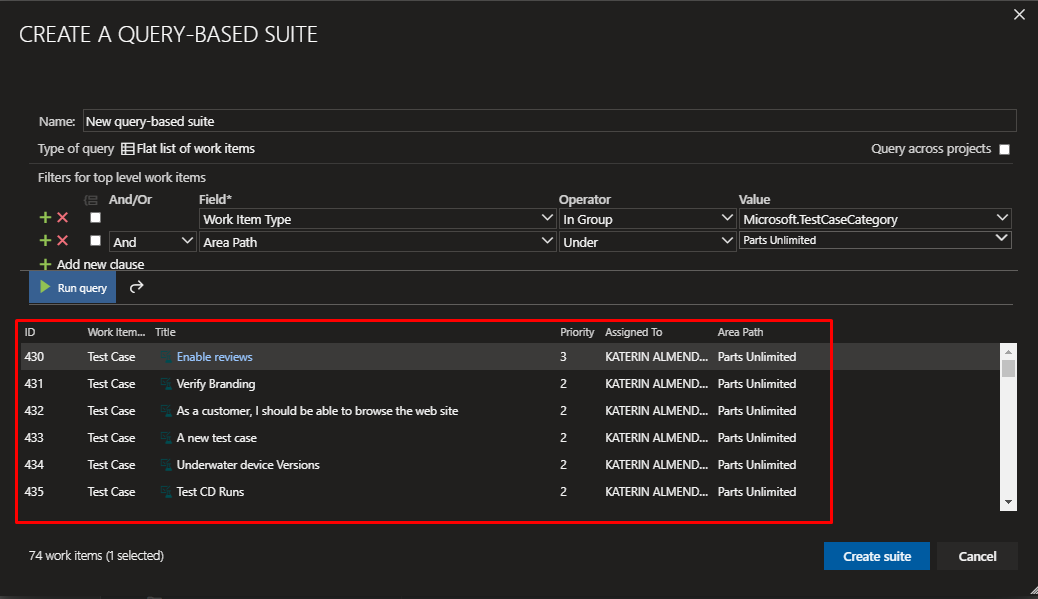 CREATE A QUERY-BASED SUITE
Name: New query-based suite
Type of query Flat list of work items Query across projects
Filters for top level work items
And/Or Field* Operator Value
Work Item Type In Group Microsoft.TestCaseCategory
And Area Path Under Parts Unlimited
Add new clause
Run query
ID Work Item... Title Priority Assigned To Area Path
430 Test Case Enable reviews 3 KATERIN ALMEND... Parts Unlimited
431 Test Case Verify Branding 2 KATERIN ALMEND... Parts Unlimited
432 Test Case As a customer, I should be able to browse the web site 2 KATERIN ALMEND... Parts Unlimited
433 Test Case A new test case 2 KATERIN ALMEND... Parts Unlimited
434 Test Case Underwater device Versions 2 KATERIN ALMEND... Parts Unlimited
435 Test Case Test CD Runs 2 KATERIN ALMEND... Parts Unlimited
74 work items (1 selected) Create suite Cancel